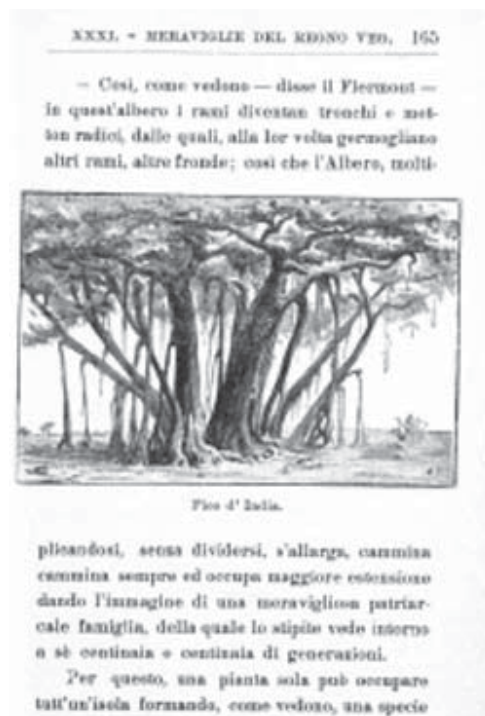 XXXI. - MERAVIGLIE DEL REGNO VEG. 165
— Così, come vedono — disse il Flermont —
in quest'albero i rami diventan tronchi e met-
ton radici, dalle quali, alla lor volta germogliano
altri rami, altre fronde; così che l'Albero, molti-
Fico d'India.
plicandosi, senza dividersi, s'allarga, cammina
cammina sempre ed occupa maggiore estensione
dando l'immagine di una meravigliosa patriar-
cale famiglia, della quale lo stipite vede intorno
a sè centinaia e centinaia di generazioni.
Per questo, una pianta sola può occupare
tutt'un'isola formando, come vedono, una specie